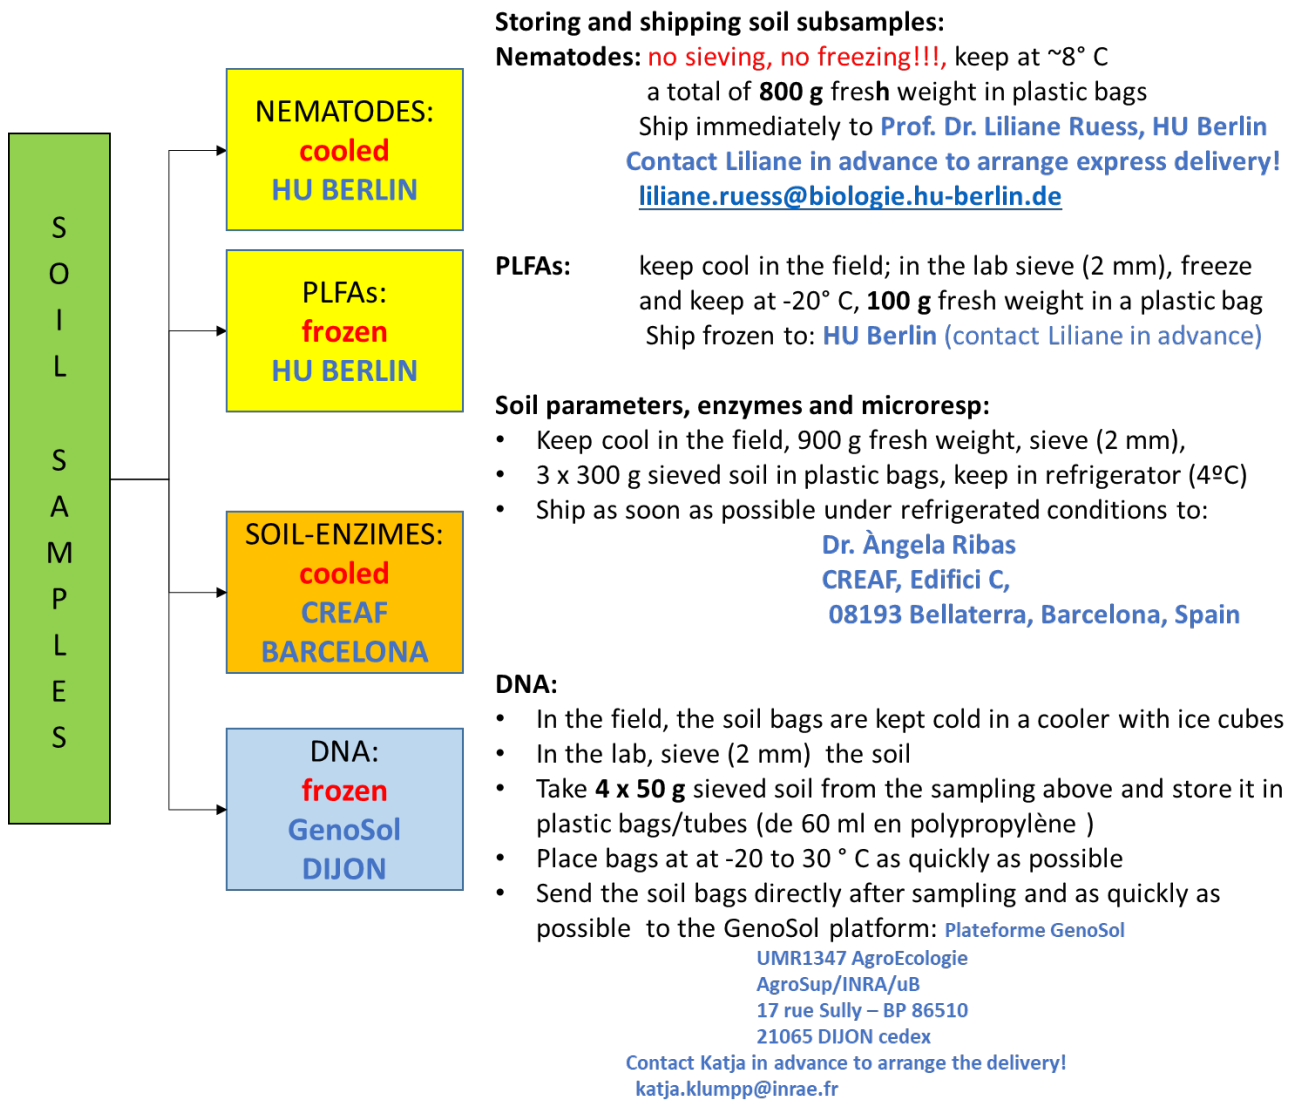 SOIL SAMPLES
NEMATODES:
cooled
HU BERLIN
PLFAs:
frozen
HU BERLIN
SOIL-ENZIMES:
cooled
CREAF
BARCELONA
DNA:
frozen
GenoSol
DIJON
Storing and shipping soil subsamples:
Nematodes: no sieving, no freezing!!!, keep at ~8° C
a total of 800 g fresh weight in plastic bags
Ship immediately to Prof. Dr. Liliane Ruess, HU Berlin
Contact Liliane in advance to arrange express delivery!
liliane.ruess@biologie.hu-berlin.de
PLFAs: keep cool in the field; in the lab sieve (2 mm), freeze
and keep at -20° C, 100 g fresh weight in a plastic bag
Ship frozen to: HU Berlin (contact Liliane in advance)
Soil parameters, enzymes and microresp:
• Keep cool in the field, 900 g fresh weight, sieve (2 mm),
• 3 x 300 g sieved soil in plastic bags, keep in refrigerator (4ºC)
• Ship as soon as possible under refrigerated conditions to:
Dr. Àngela Ribas
CREAF, Edifici C,
08193 Bellaterra, Barcelona, Spain
DNA:
• In the field, the soil bags are kept cold in a cooler with ice cubes
• In the lab, sieve (2 mm) the soil
• Take 4 x 50 g sieved soil from the sampling above and store it in
plastic bags/tubes (de 60 ml en polypropylène )
• Place bags at at -20 to 30 ° C as quickly as possible
• Send the soil bags directly after sampling and as quickly as
possible to the GenoSol platform: Plateforme GenoSol
UMR1347 AgroEcologie
AgroSup/INRA/uB
17 rue Sully – BP 86510
21065 DIJON cedex
Contact Katja in advance to arrange the delivery!
katja.klumpp@inrae.fr